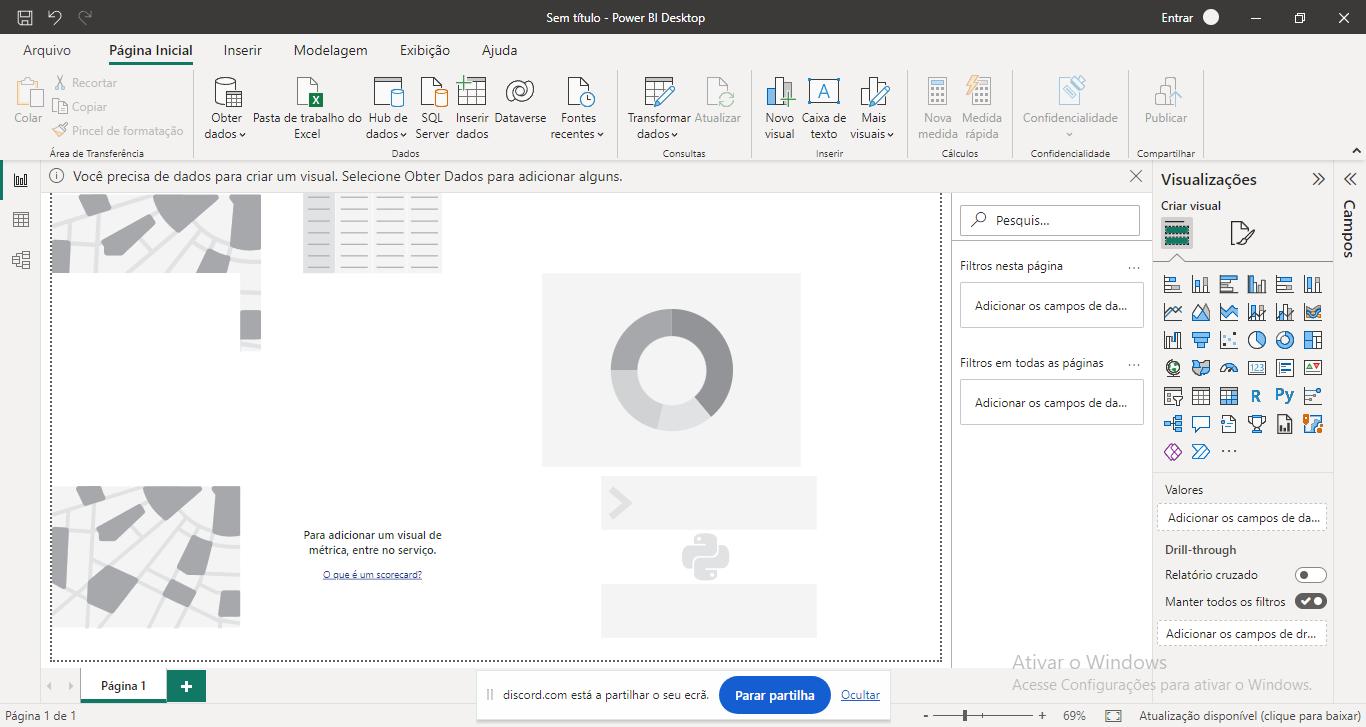 Sem título - Power BI Desktop
Entrar
Arquivo
Página Inicial
Inserir
Modelagem
Exibição
Ajuda
Colar
Recortar
Copiar
Pincel de formatação
Área de Transferência
Obter
dados
Pasta de trabalho do
Excel
Hub de
dados
SQL
Server
Inserir
dados
Dataverse
Fontes
recentes
Dados
Transformar
dados
Atualizar
Consultas
Novo
visual
Caixa de
texto
Mais
visuais
Inserir
Nova
medida
Medida
rápida
Cálculos
Confidencialidade
Confidencialidade
Publicar
Compartilhar
Você precisa de dados para criar um visual. Selecione Obter Dados para adicionar alguns.
Para adicionar um visual de
métrica, entre no serviço.
O que é um scorecard?
Pesquis...
Filtros nesta página
...
Adicionar os campos de da...
Filtros em todas as páginas
...
Adicionar os campos de da...
Visualizações
Criar visual
123
R
Py
...
Valores
Adicionar os campos de da...
Drill-through
Relatório cruzado
Manter todos os filtros
Adicionar os campos de dr...
Campos
Ativar o Windows
Acesse Configurações para ativar o Windows.
Página 1
+
discord.com está a partilhar o seu ecrã.
Parar partilha
Ocultar
Página 1 de 1
- + 69%
Atualização disponível (clique para baixar)